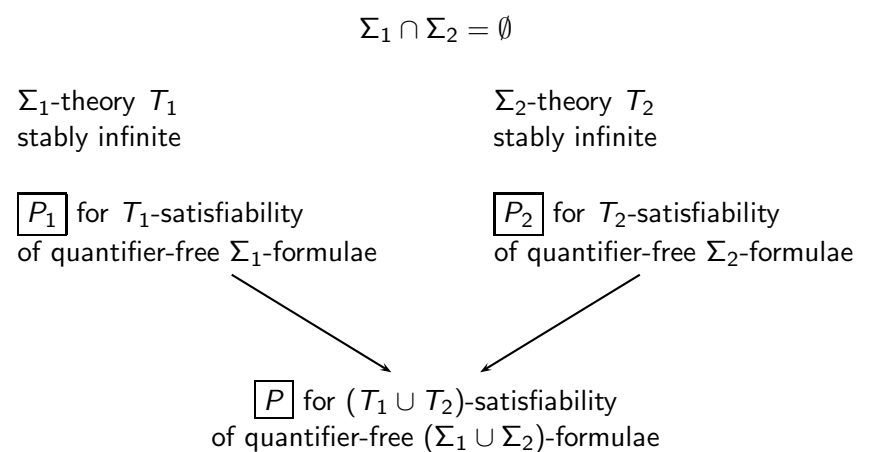 Σ₁ ∩ Σ₂ = ∅
Σ₁-theory T₁
stably infinite
Σ₂-theory T₂
stably infinite
P₁ for T₁-satisfiability
of quantifier-free Σ₁-formulae
P₂ for T₂-satisfiability
of quantifier-free Σ₂-formulae
P for (T₁ ∪ T₂)-satisfiability
of quantifier-free (Σ₁ ∪ Σ₂)-formulae